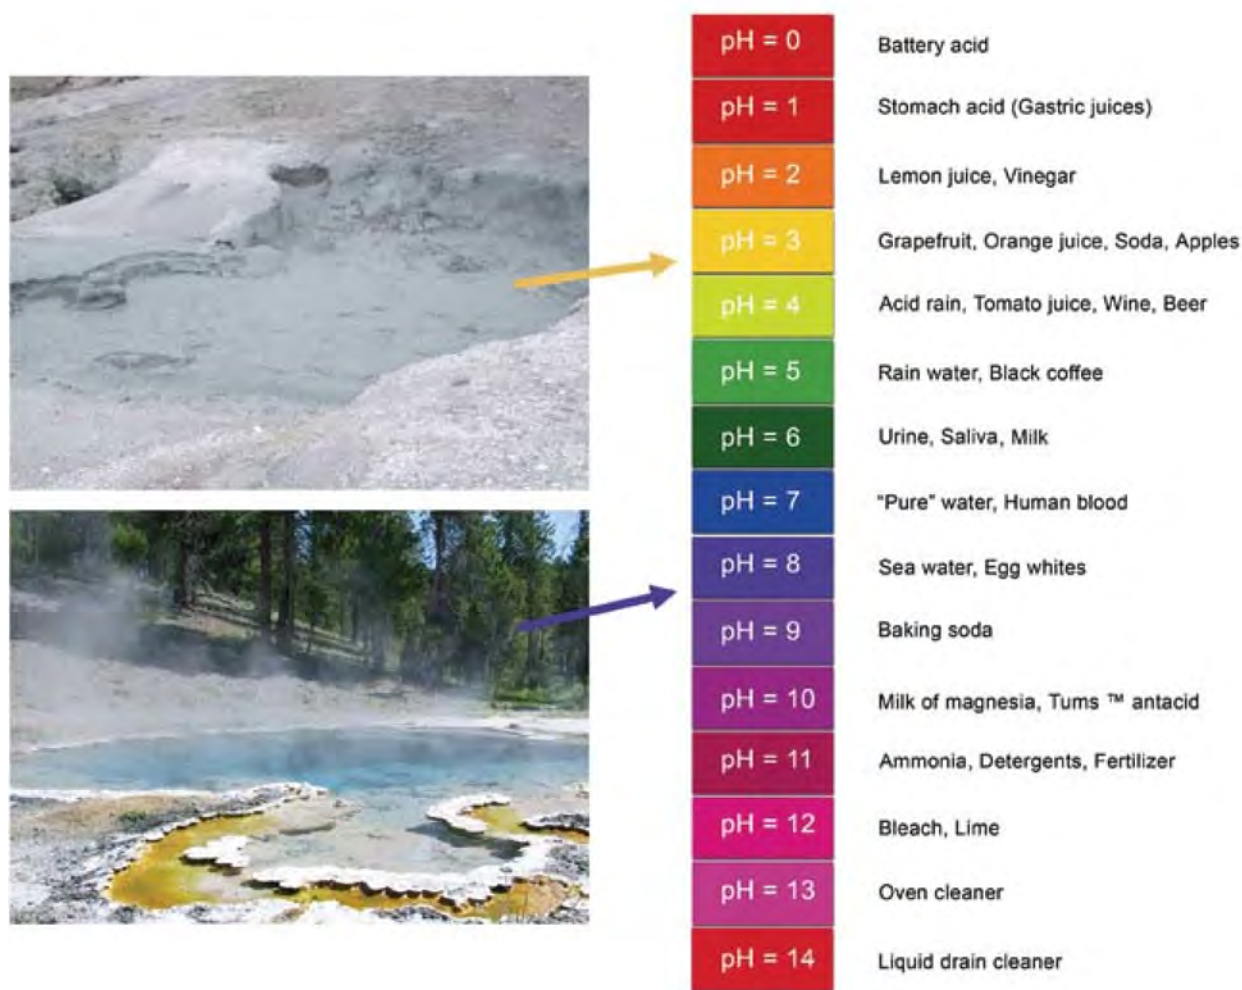 pH = 0 Battery acid
pH = 1 Stomach acid (Gastric juices)
pH = 2 Lemon juice, Vinegar
pH = 3 Grapefruit, Orange juice, Soda, Apples
pH = 4 Acid rain, Tomato juice, Wine, Beer
pH = 5 Rain water, Black coffee
pH = 6 Urine, Saliva, Milk
pH = 7 “Pure” water, Human blood
pH = 8 Sea water, Egg whites
pH = 9 Baking soda
pH = 10 Milk of magnesia, Tums ™ antacid
pH = 11 Ammonia, Detergents, Fertilizer
pH = 12 Bleach, Lime
pH = 13 Oven cleaner
pH = 14 Liquid drain cleaner